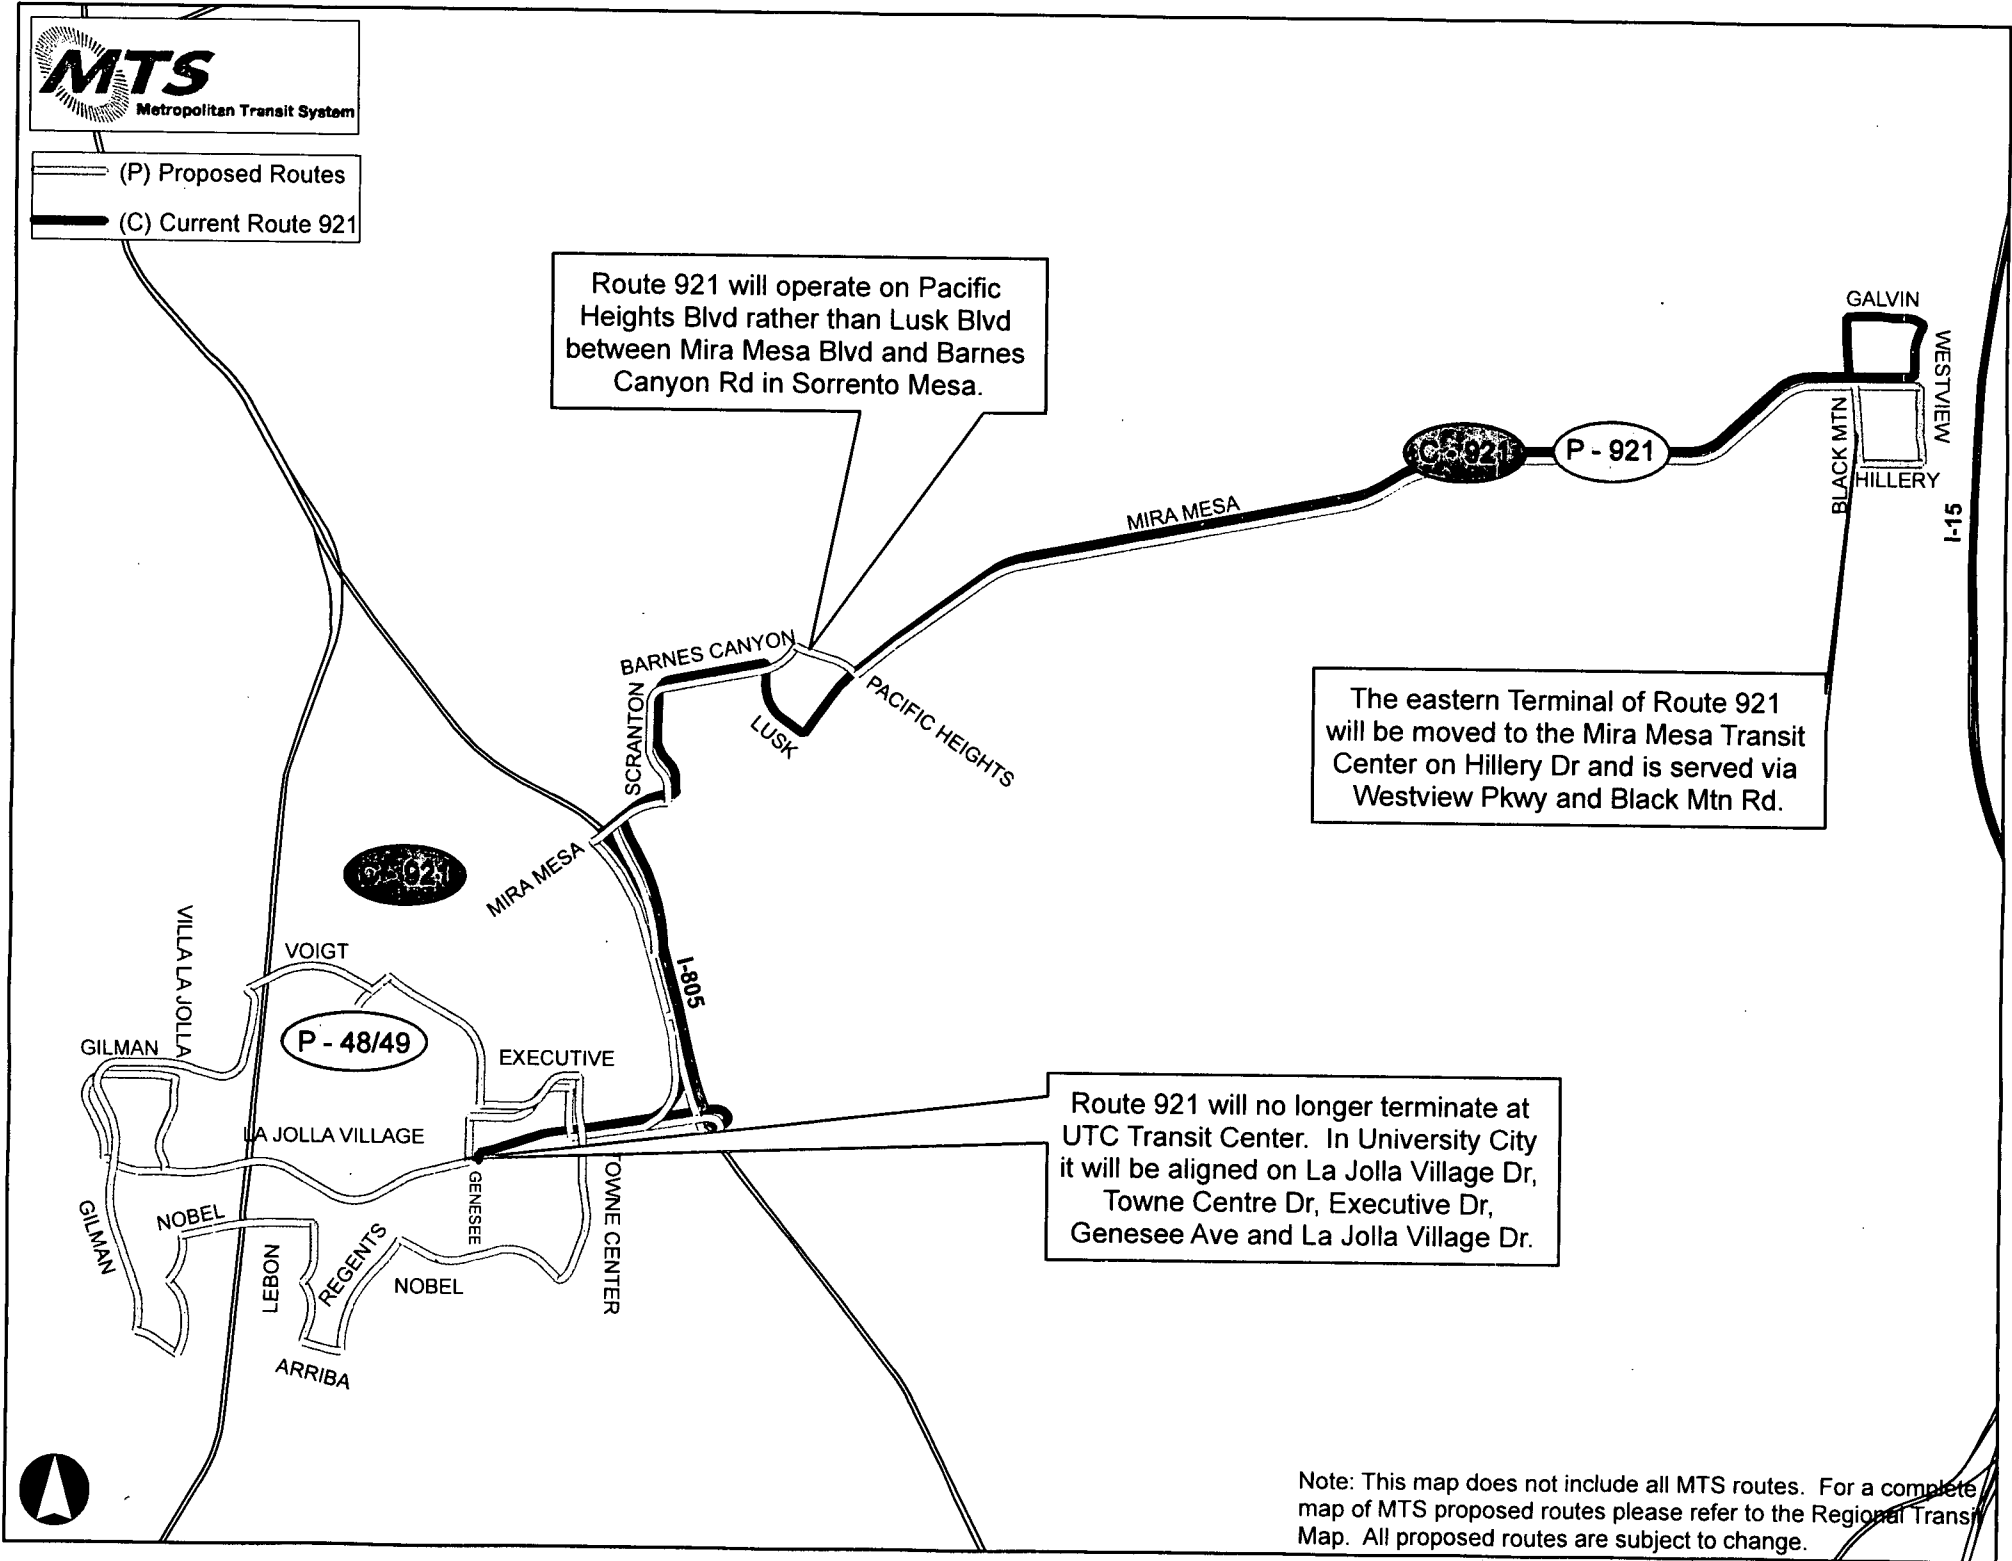 MTS
Metropolitan Transit System
(P) Proposed Routes
(C) Current Route 921
Route 921 will operate on Pacific
Heights Blvd rather than Lusk Blvd
between Mira Mesa Blvd and Barnes
Canyon Rd in Sorrento Mesa.
GALVIN
WESTVIEW
BLACK MTN
HILLERY
I-15
C - 921
P - 921
MIRA MESA
BARNES CANYON
SCRANTON
LUSK
PACIFIC HEIGHTS
The eastern Terminal of Route 921
will be moved to the Mira Mesa Transit
Center on Hillery Dr and is served via
Westview Pkwy and Black Mtn Rd.
MIRA MESA
C - 921
I-805
VILLA LA JOLLA
VOIGT
P - 48/49
GILMAN
EXECUTIVE
LA JOLLA VILLAGE
GENESEE
TOWNE CENTER
Route 921 will no longer terminate at
UTC Transit Center. In University City
it will be aligned on La Jolla Village Dr,
Towne Centre Dr, Executive Dr,
Genesee Ave and La Jolla Village Dr.
GILMAN
NOBEL
LEBON
REGENTS
NOBEL
ARRIBA
Note: This map does not include all MTS routes. For a complete
map of MTS proposed routes please refer to the Regional Transit
Map. All proposed routes are subject to change.